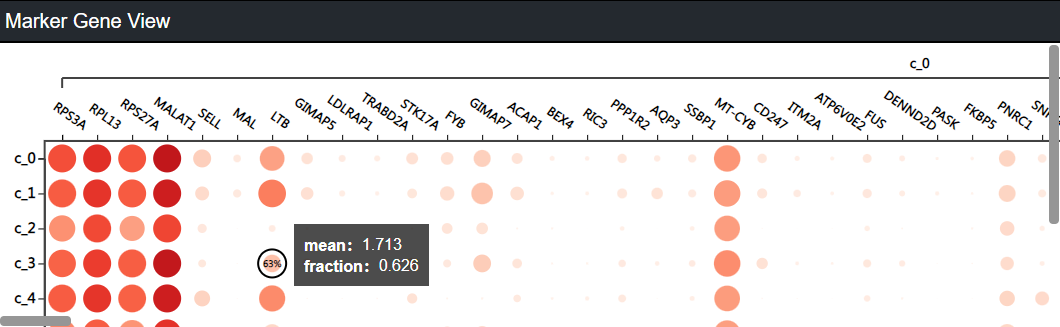 Marker Gene View
c_0
RPS3A RPL13 RPS27A MALAT1 SELL MAL LTB GIMAP5 LDLRAP1 TRABD2A STK17A FYB GIMAP7 ACAP1 BEX4 RIC3 PPP1R2 AQP3 SSBP1 MT-CYB CD247 ITM2A ATP6V0E2 FUS DENND2D PASK FKBP5 PNRC1
c_0
c_1
c_2
mean: 1.713
c_3 63% fraction: 0.626
c_4